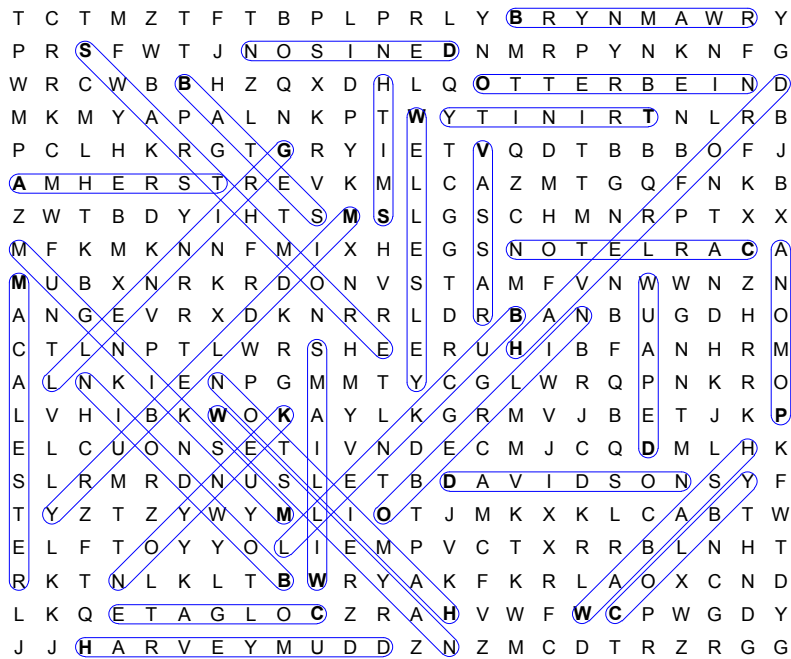 T C T M Z T F T B P L P R L Y B R Y N M A W R Y
P R S F W T J N O S I N E D N M R P Y N K N F G
W R C W B B H Z Q X D H L Q O T T E R B E I N D
M K M Y A P A L N K P T W Y T I N I R T N L R B
P C L H K R G T G R Y I E T V Q D T B B B O F J
A M H E R S T R E V K M L C A Z M T G Q F N K B
Z W T B D Y I H T S M S L G S C H M N R P T X X
M F K M K N N F M I X H E G S N O T E L R A C A
M U B X N R K R D O N V S T A M F V N W W N Z N
A N G E V R X D K N R R L D R B A N B U G D H O
C T L N P T L W R S H E E R U H I B F A N H R M
A L N K I E N P G M M T Y C G L W R Q P N K R O
L V H I B K W O K A Y L K G R M V J B E T J K P
E L C U O N S E T I V N D E C M J C Q D M L H K
S L R M R D N U S L E T B D A V I D S O N S Y F
T Y Z T Z Y W Y M L I O T J M K X K L C A B T W
E L F T O Y Y O L I E M P V C T X R R B L N H T
R K T N L K L T B W R Y A K F K R L A O X C N D
L K Q E T A G L O C Z R A H V W F W C P W G D Y
J J H A R V E Y M U D D Z N Z M C D T R Z R G G